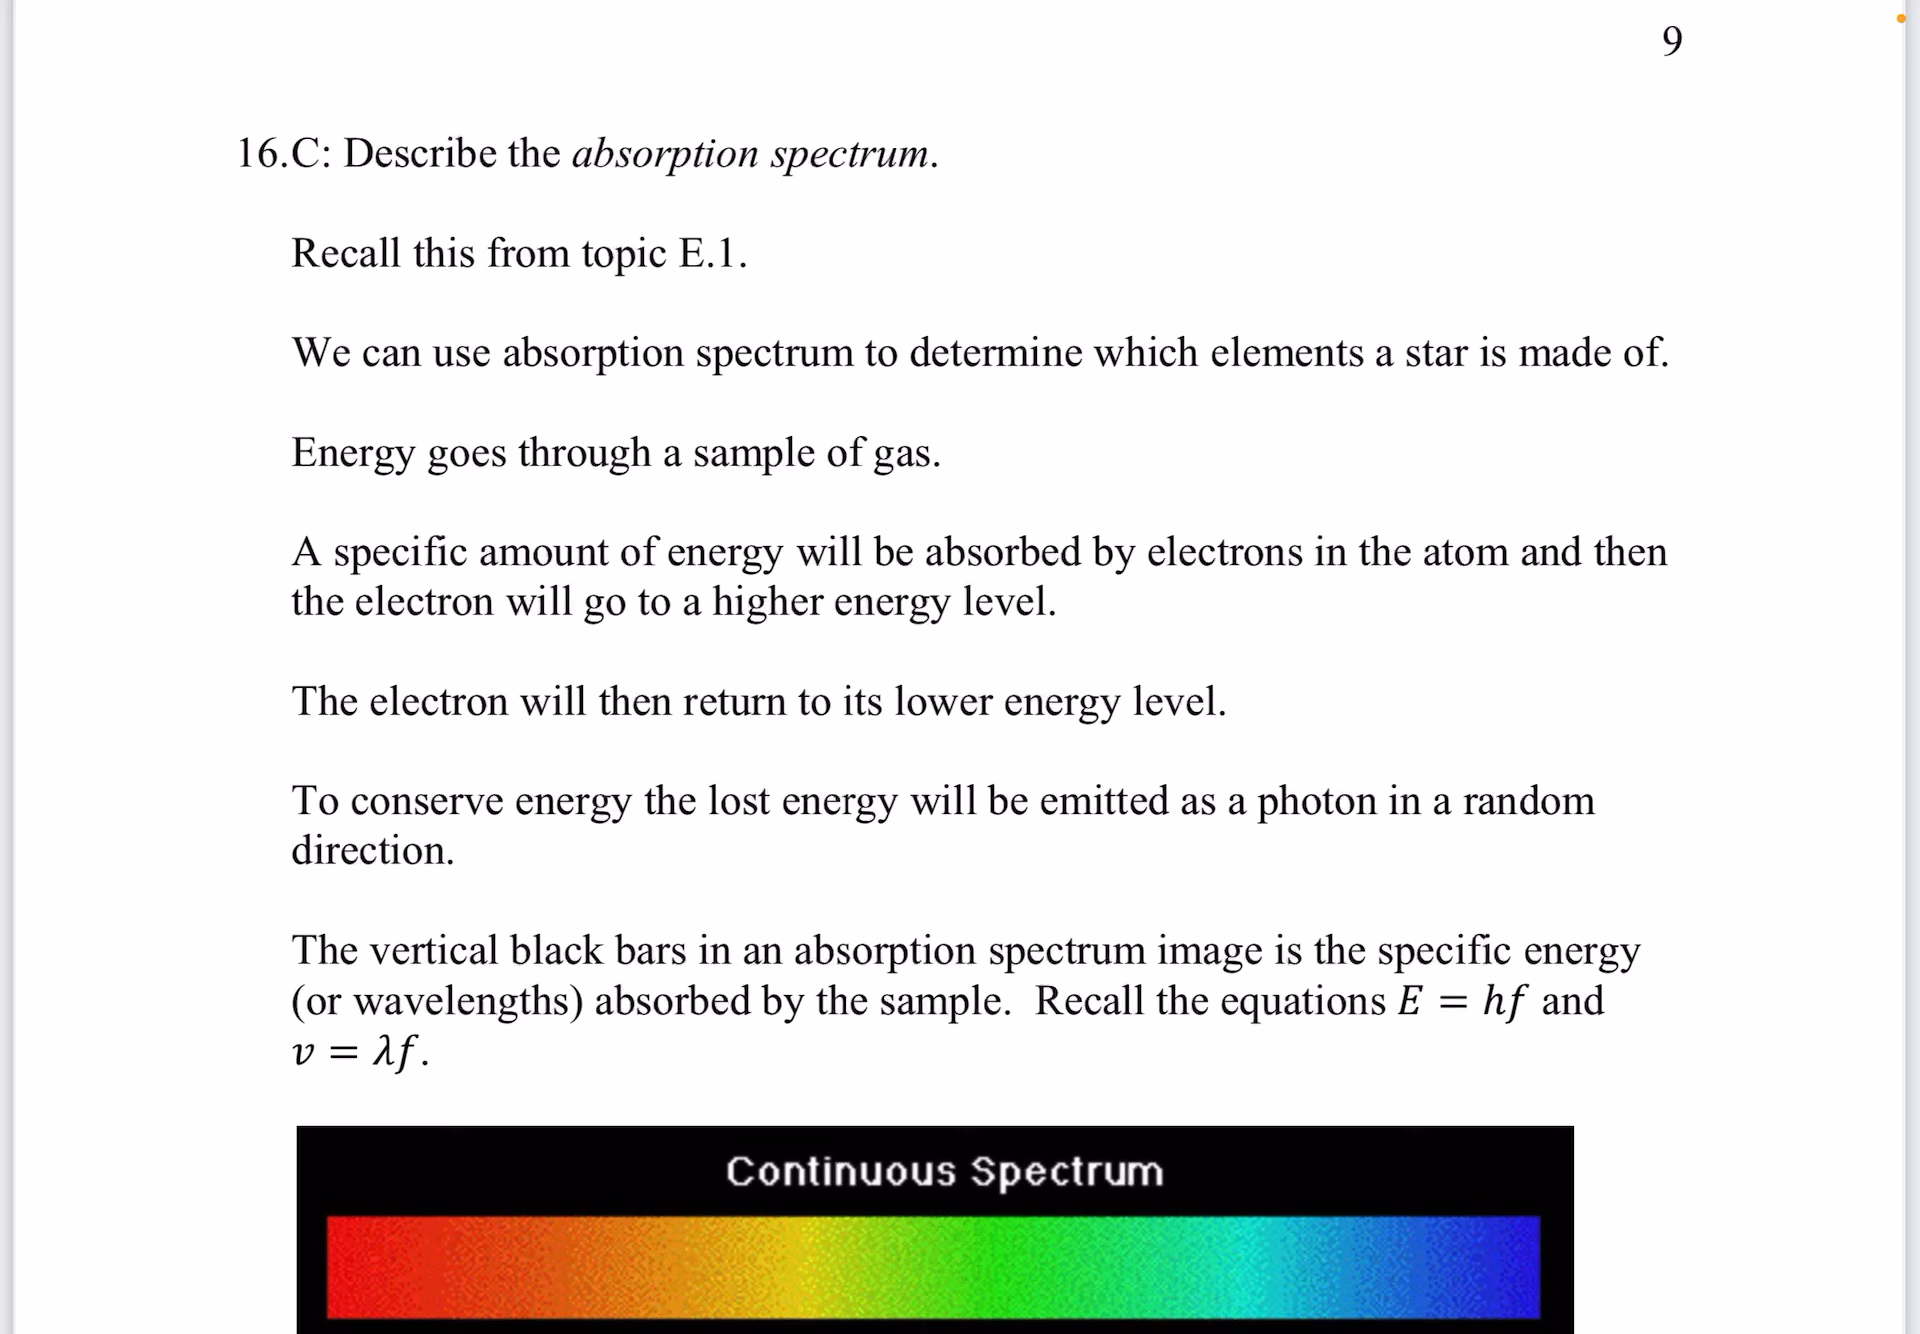 9
16.C: Describe the absorption spectrum.
Recall this from topic E.1.
We can use absorption spectrum to determine which elements a star is made of.
Energy goes through a sample of gas.
A specific amount of energy will be absorbed by electrons in the atom and then
the electron will go to a higher energy level.
The electron will then return to its lower energy level.
To conserve energy the lost energy will be emitted as a photon in a random
direction.
The vertical black bars in an absorption spectrum image is the specific energy
(or wavelengths) absorbed by the sample.  Recall the equations E = hf and
v = λf.
Continuous Spectrum